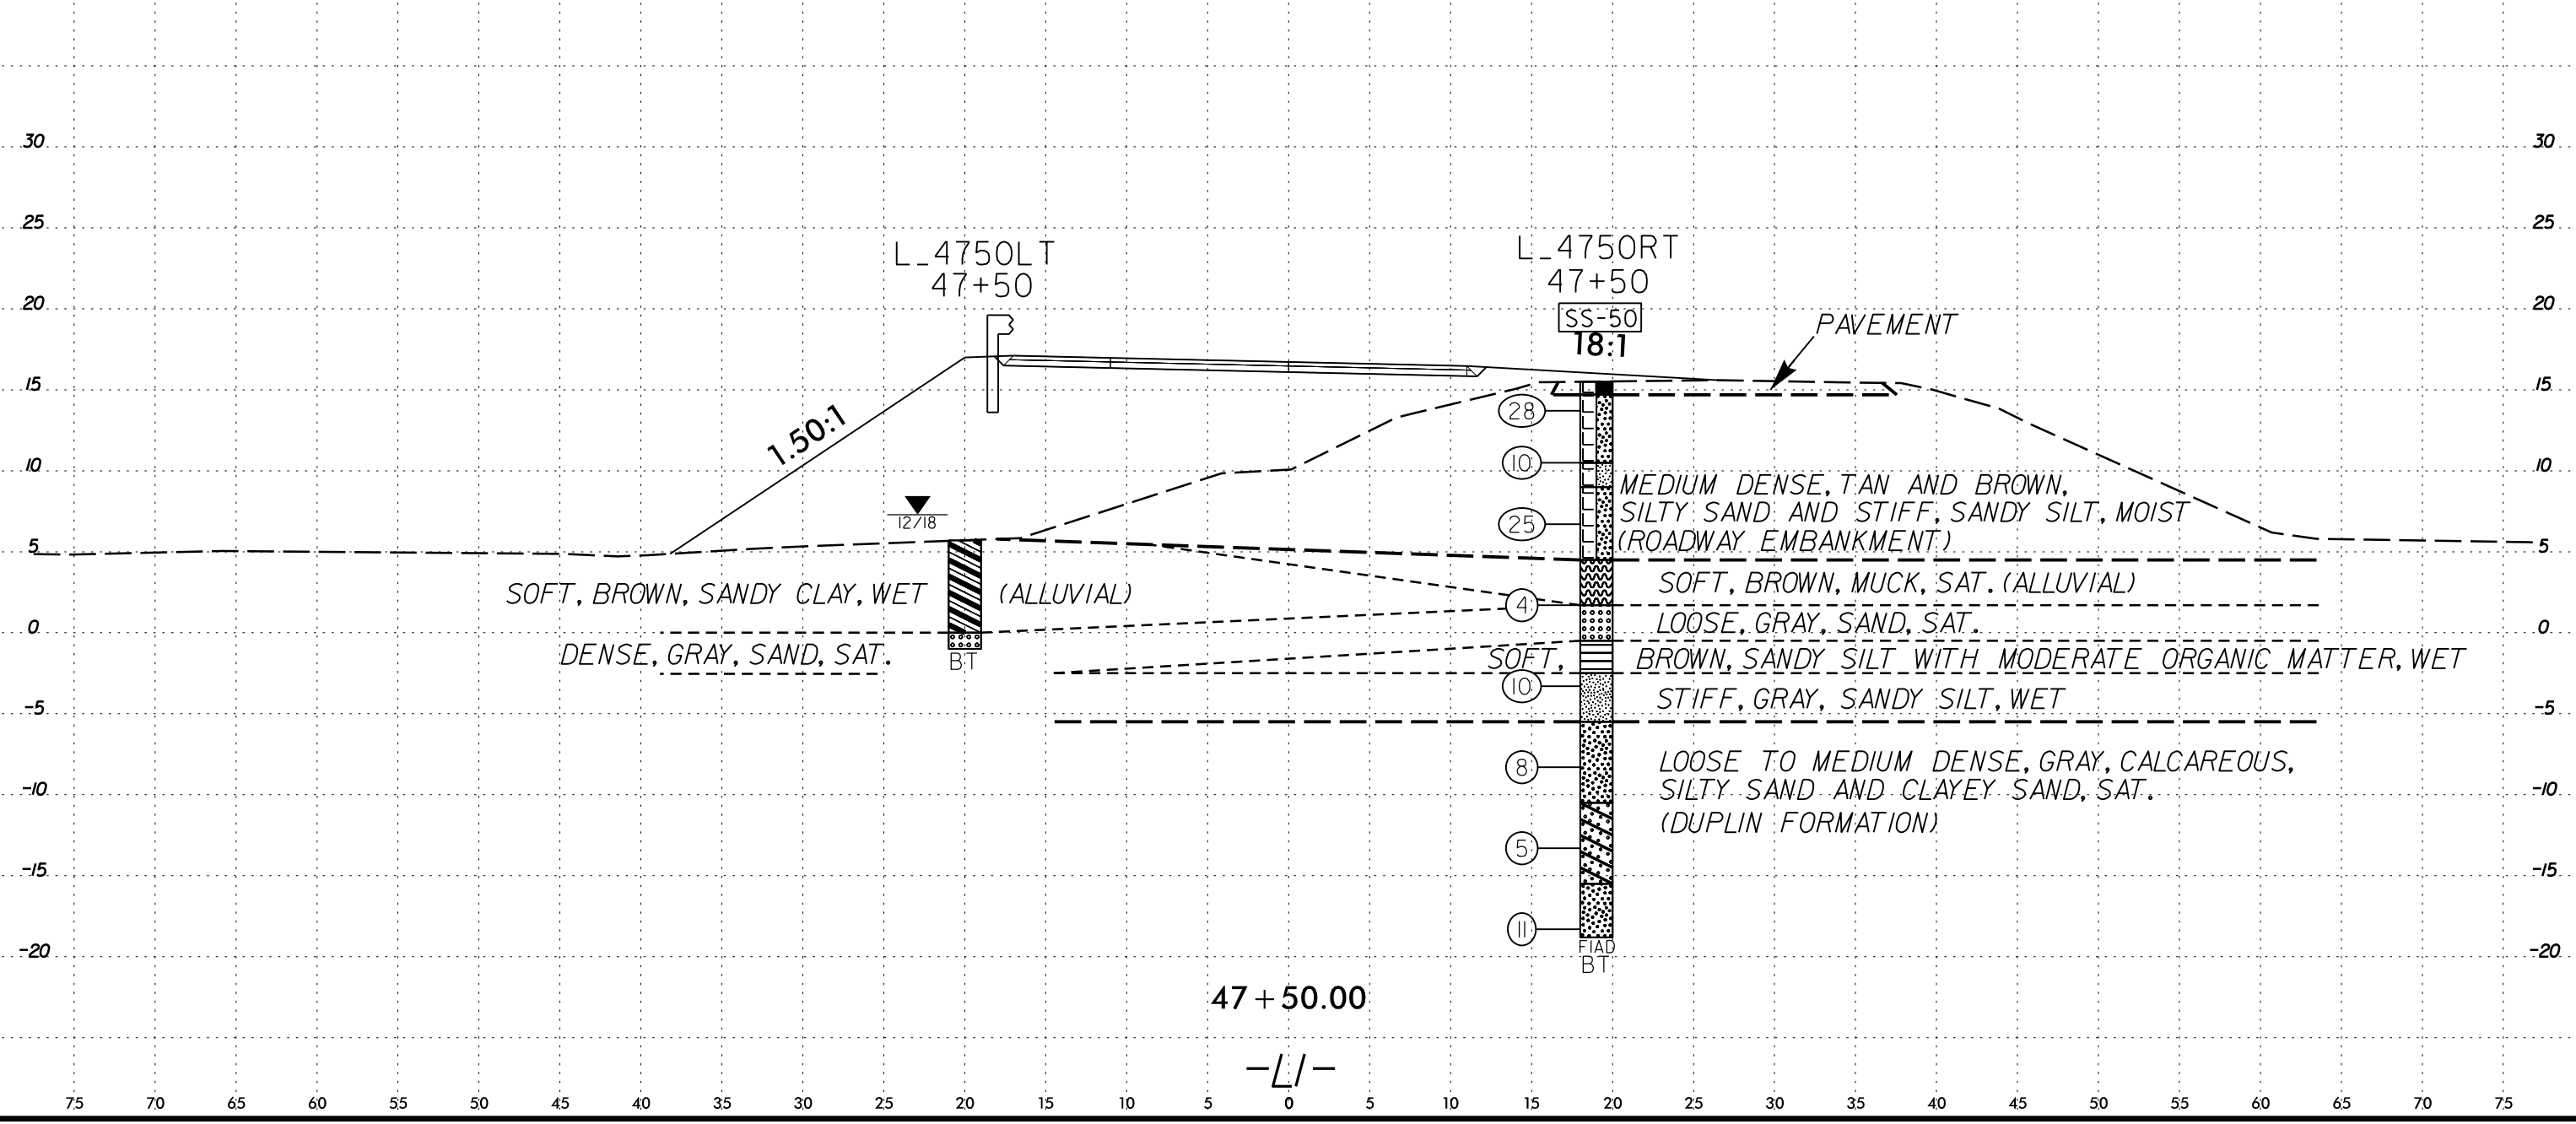 30 30
25 25
L_4750LT
47+50
L_4750RT
47+50
20 20
SS-50
18:1
PAVEMENT
15 15
28
1.50:1
10 10
10
MEDIUM DENSE, TAN AND BROWN,
SILTY SAND AND STIFF, SANDY SILT, MOIST
(ROADWAY EMBANKMENT)
25
12/18
5 5
SOFT, BROWN, SANDY CLAY, WET (ALLUVIAL)
SOFT, BROWN, MUCK, SAT. (ALLUVIAL)
4
0 0
LOOSE, GRAY, SAND, SAT.
DENSE, GRAY, SAND, SAT.
BT
SOFT, BROWN, SANDY SILT WITH MODERATE ORGANIC MATTER, WET
10
STIFF, GRAY, SANDY SILT, WET
-5 -5
8
LOOSE TO MEDIUM DENSE, GRAY, CALCAREOUS,
SILTY SAND AND CLAYEY SAND, SAT.
(DUPLIN FORMATION)
-10 -10
5
-15 -15
11
-20 -20
FIAD
BT
47+50.00
-L1-
75 70 65 60 55 50 45 40 35 30 25 20 15 10 5 0 5 10 15 20 25 30 35 40 45 50 55 60 65 70 75